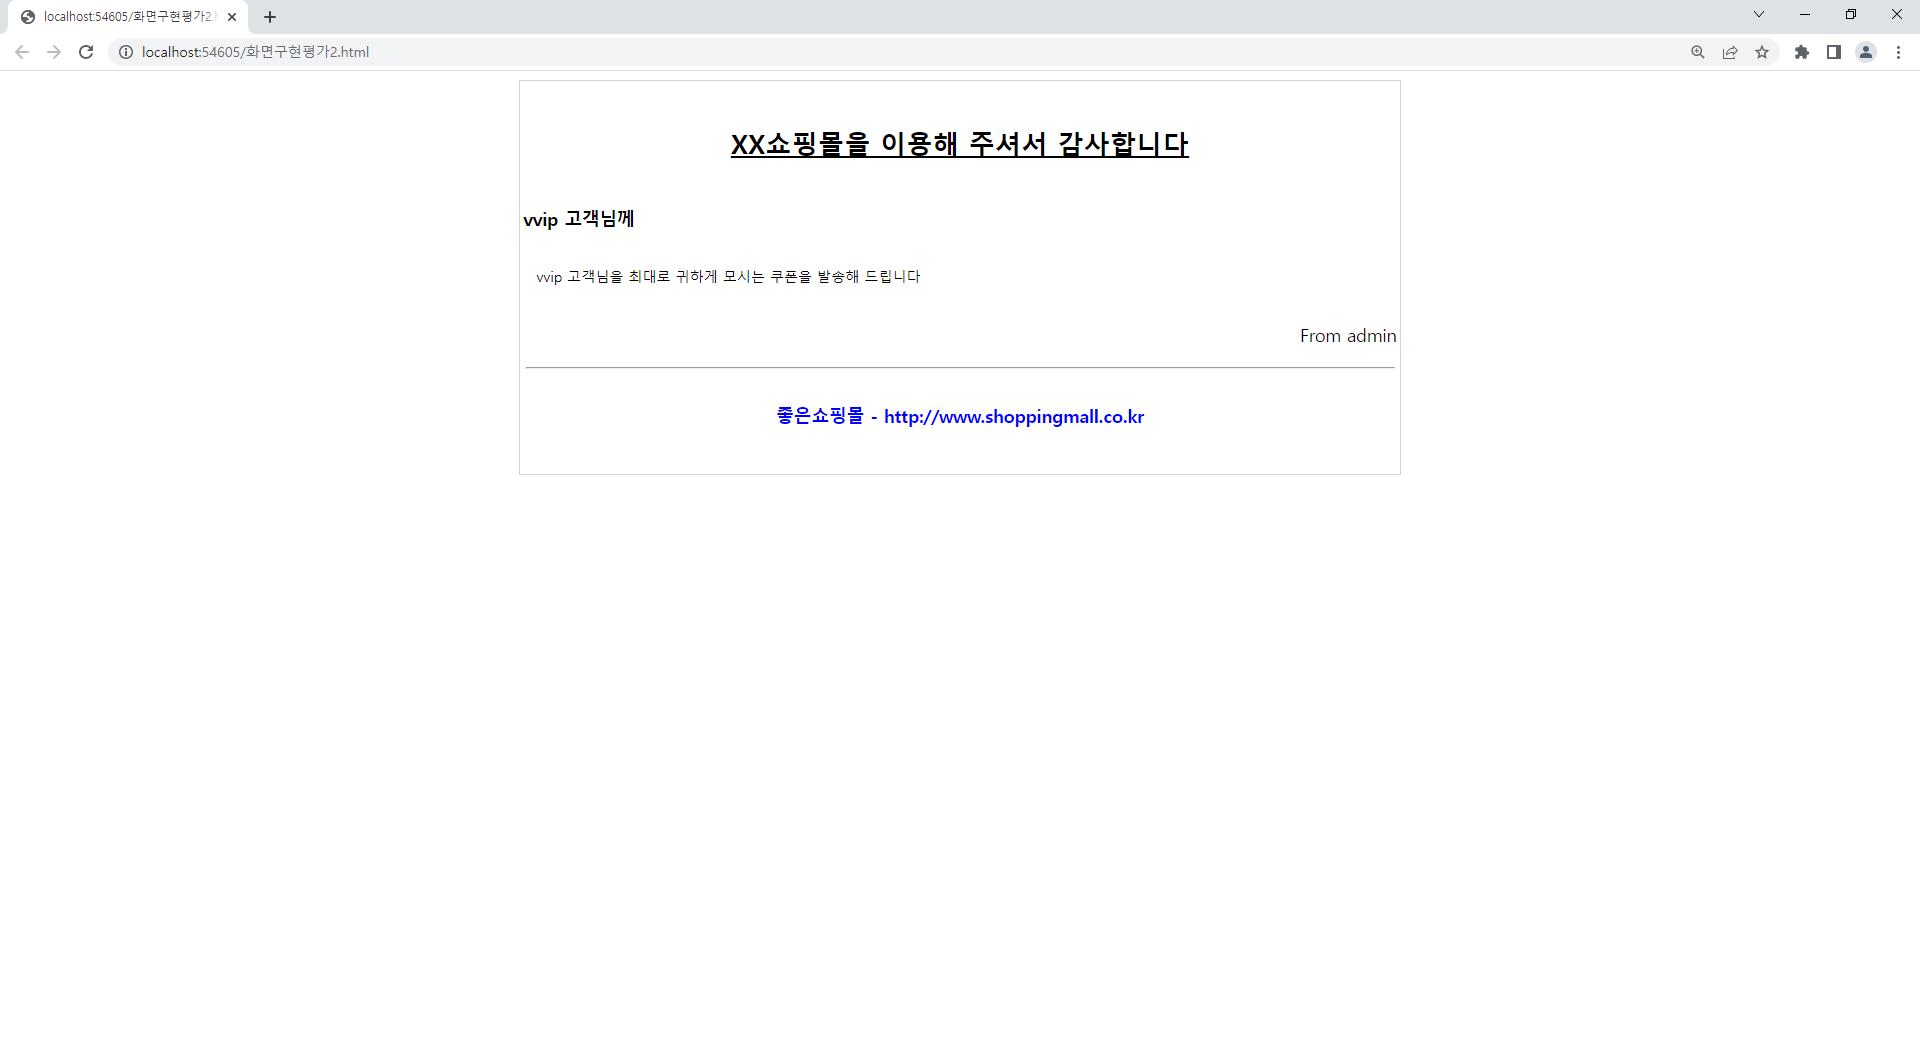 localhost:54605/화면구현평가2.h
localhost:54605/화면구현평가2.html
XX쇼핑몰을 이용해 주셔서 감사합니다
vvip 고객님께
vvip 고객님을 최대로 귀하게 모시는 쿠폰을 발송해 드립니다
From admin
좋은쇼핑몰 - http://www.shoppingmall.co.kr